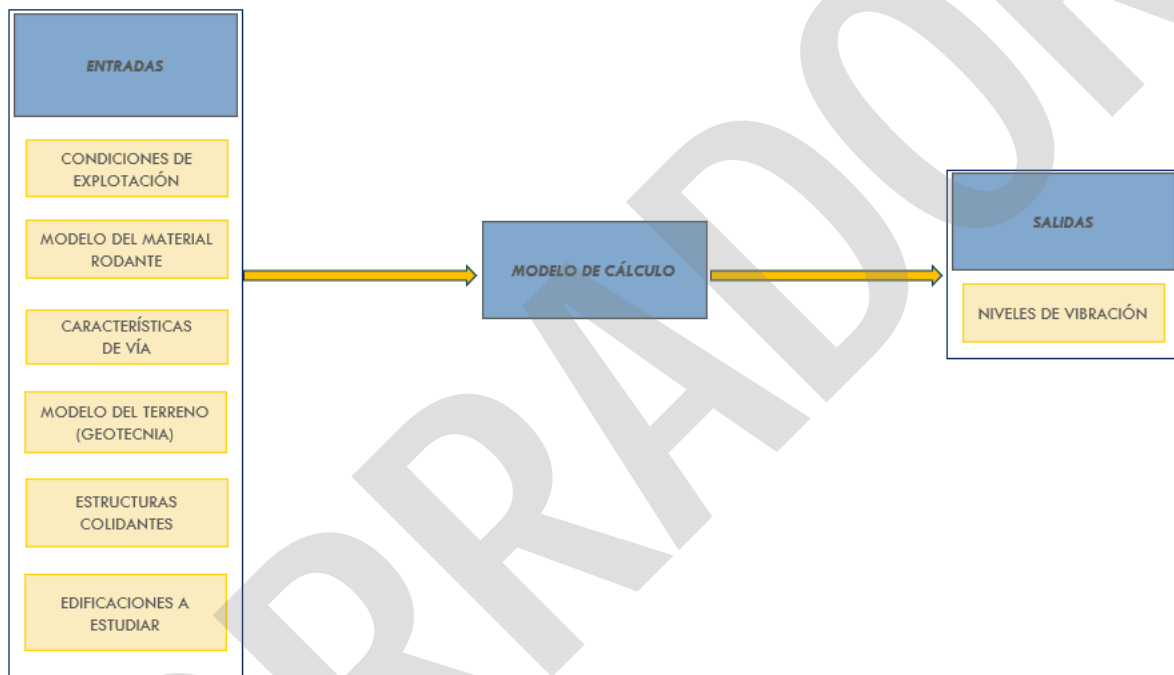 ENTRADAS
CONDICIONES DE
EXPLOTACIÓN
MODELO DEL MATERIAL
RODANTE
CARACTERÍSTICAS
DE VÍA
MODELO DEL TERRENO
(GEOTECNIA)
ESTRUCTURAS
COLIDANTES
EDIFICACIONES A
ESTUDIAR
MODELO DE CÁLCULO
SALIDAS
NIVELES DE VIBRACIÓN
RRADOR